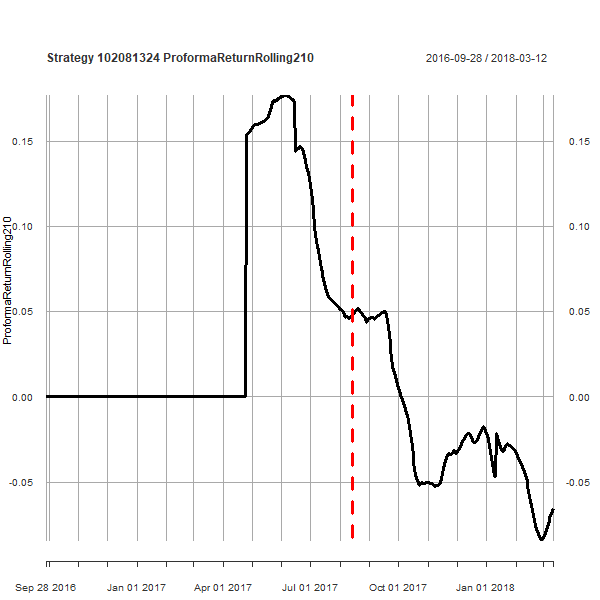 Strategy 102081324 ProformaReturnRolling210
2016-09-28 / 2018-03-12
ProformaReturnRolling210
0.15
0.10
0.05
0.00
-0.05
0.15
0.10
0.05
0.00
-0.05
Sep 28 2016
Jan 01 2017
Apr 01 2017
Jul 01 2017
Oct 01 2017
Jan 01 2018